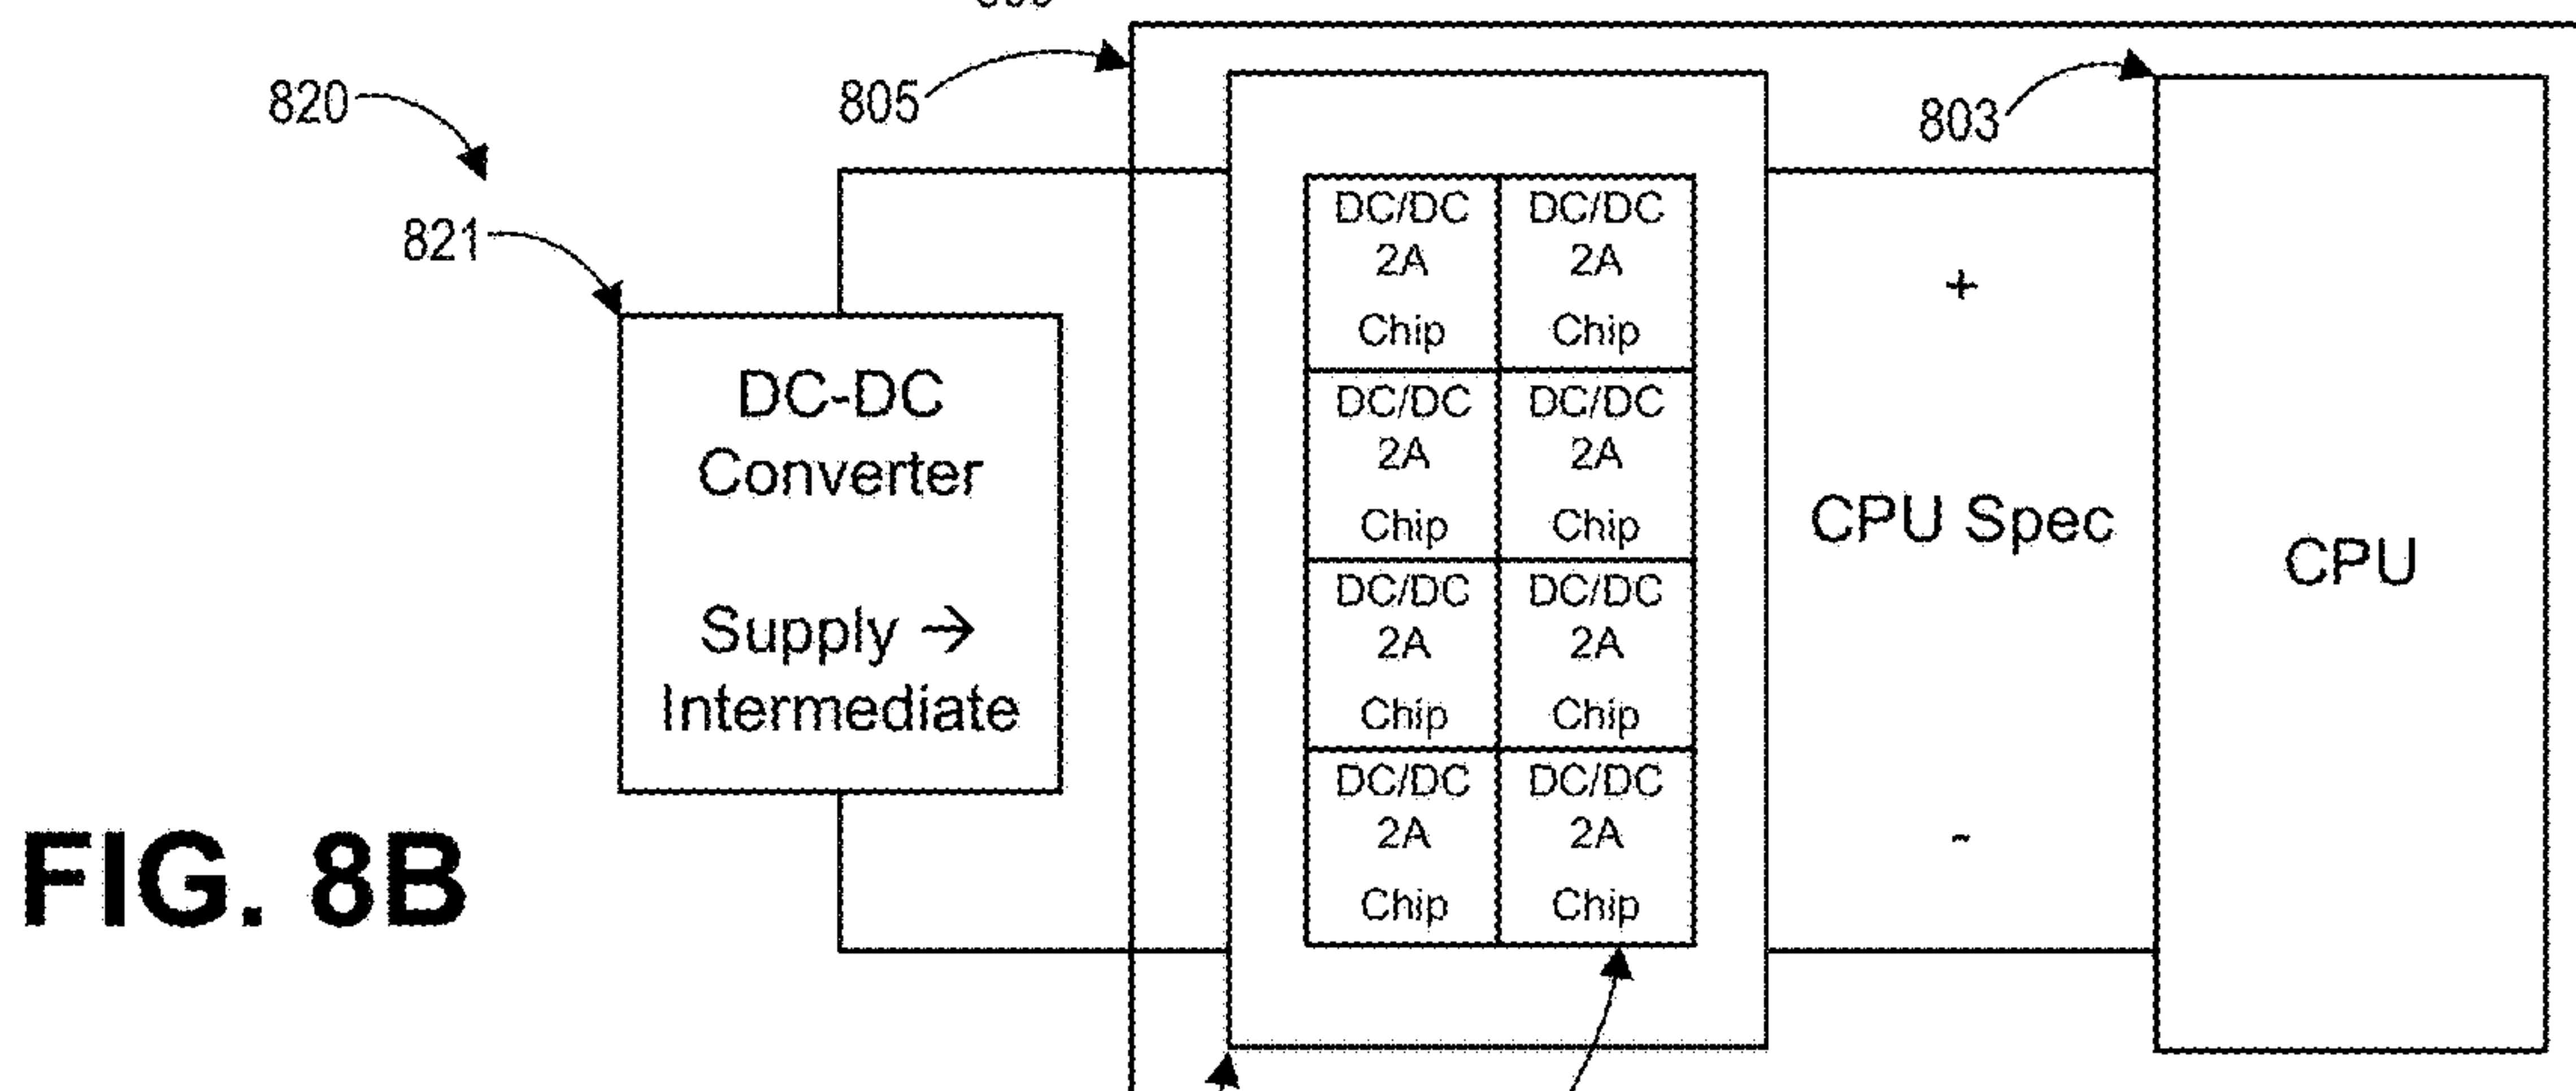 820
805
803
821
DC-DC
Converter
Supply →
Intermediate
DC/DC
2A
Chip
DC/DC
2A
Chip
DC/DC
2A
Chip
DC/DC
2A
Chip
DC/DC
2A
Chip
DC/DC
2A
Chip
DC/DC
2A
Chip
DC/DC
2A
Chip
+
CPU Spec
-
CPU
FIG. 8B